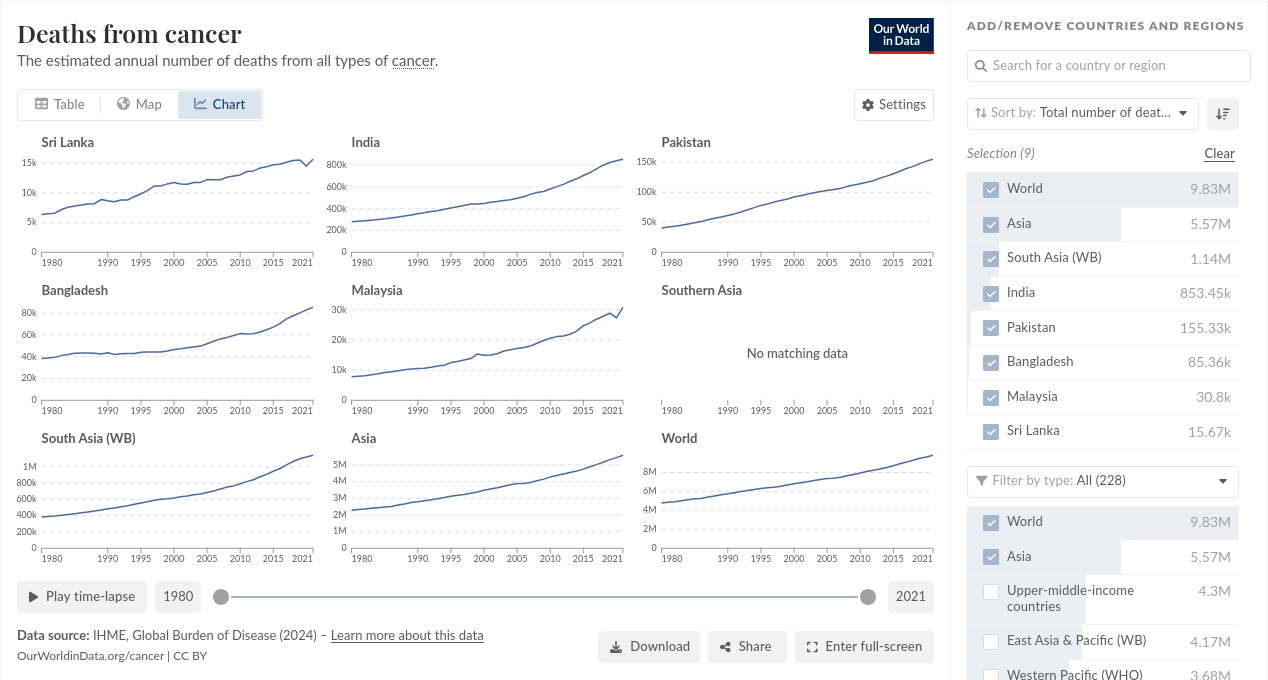 Deaths from cancer
The estimated annual number of deaths from all types of cancer.
Our World
in Data
Table
Map
Chart
Settings
Sri Lanka
15k
10k
5k
0
1980 1990 1995 2000 2005 2010 2015 2021
India
800k
600k
400k
200k
0
1980 1990 1995 2000 2005 2010 2015 2021
Pakistan
150k
100k
50k
0
1980 1990 1995 2000 2005 2010 2015 2021
Bangladesh
80k
60k
40k
20k
0
1980 1990 1995 2000 2005 2010 2015 2021
Malaysia
30k
20k
10k
0
1980 1990 1995 2000 2005 2010 2015 2021
Southern Asia
No matching data
1980 1990 1995 2000 2005 2010 2015 2021
South Asia (WB)
1M
800k
600k
400k
200k
0
1980 1990 1995 2000 2005 2010 2015 2021
Asia
5M
4M
3M
2M
1M
0
1980 1990 1995 2000 2005 2010 2015 2021
World
8M
6M
4M
2M
0
1980 1990 1995 2000 2005 2010 2015 2021
Play time-lapse
1980
2021
Data source: IHME, Global Burden of Disease (2024) – Learn more about this data
OurWorldinData.org/cancer | CC BY
Download
Share
Enter full-screen
ADD/REMOVE COUNTRIES AND REGIONS
Search for a country or region
Sort by: Total number of deat...
Selection (9)
Clear
World 9.83M
Asia 5.57M
South Asia (WB) 1.14M
India 853.45k
Pakistan 155.33k
Bangladesh 85.36k
Malaysia 30.8k
Sri Lanka 15.67k
Filter by type: All (228)
World 9.83M
Asia 5.57M
Upper-middle-income 4.3M
countries
East Asia & Pacific (WB) 4.17M
Western Pacific (WHO) 3.68M